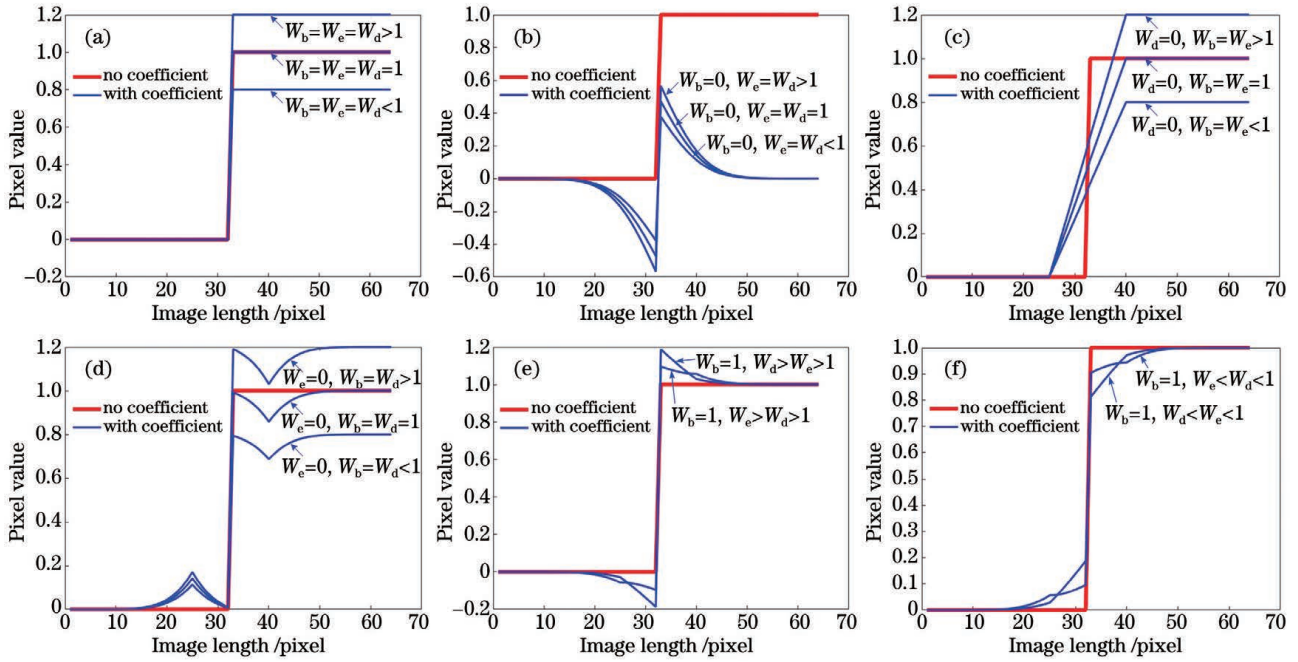 (a)
1.2
1.0
0.8
0.6
0.4
0.2
0
−0.2
Pixel value
no coefficient
with coefficient
W_b=W_e=W_d>1
W_b=W_e=W_d=1
W_b=W_e=W_d<1
0 10 20 30 40 50 60 70
Image length /pixel
(b)
1.0
0.8
0.6
0.4
0.2
0
−0.2
−0.4
−0.6
Pixel value
no coefficient
with coefficient
W_b=0, W_e=W_d>1
W_b=0, W_e=W_d=1
W_b=0, W_e=W_d<1
0 10 20 30 40 50 60 70
Image length /pixel
(c)
1.2
1.0
0.8
0.6
0.4
0.2
0
Pixel value
no coefficient
with coefficient
W_d=0, W_b=W_e>1
W_d=0, W_b=W_e=1
W_d=0, W_b=W_e<1
0 10 20 30 40 50 60 70
Image length /pixel
(d)
1.2
1.0
0.8
0.6
0.4
0.2
0
Pixel value
no coefficient
with coefficient
W_e=0, W_b=W_d>1
W_e=0, W_b=W_d=1
W_e=0, W_b=W_d<1
0 10 20 30 40 50 60 70
Image length /pixel
(e)
1.2
1.0
0.8
0.6
0.4
0.2
0
−0.2
Pixel value
no coefficient
with coefficient
W_b=1, W_d>W_e>1
W_b=1, W_e>W_d>1
0 10 20 30 40 50 60 70
Image length /pixel
(f)
1.0
0.9
0.8
0.7
0.6
0.5
0.4
0.3
0.2
0.1
0
Pixel value
no coefficient
with coefficient
W_b=1, W_e<W_d<1
W_b=1, W_d<W_e<1
0 10 20 30 40 50 60 70
Image length /pixel